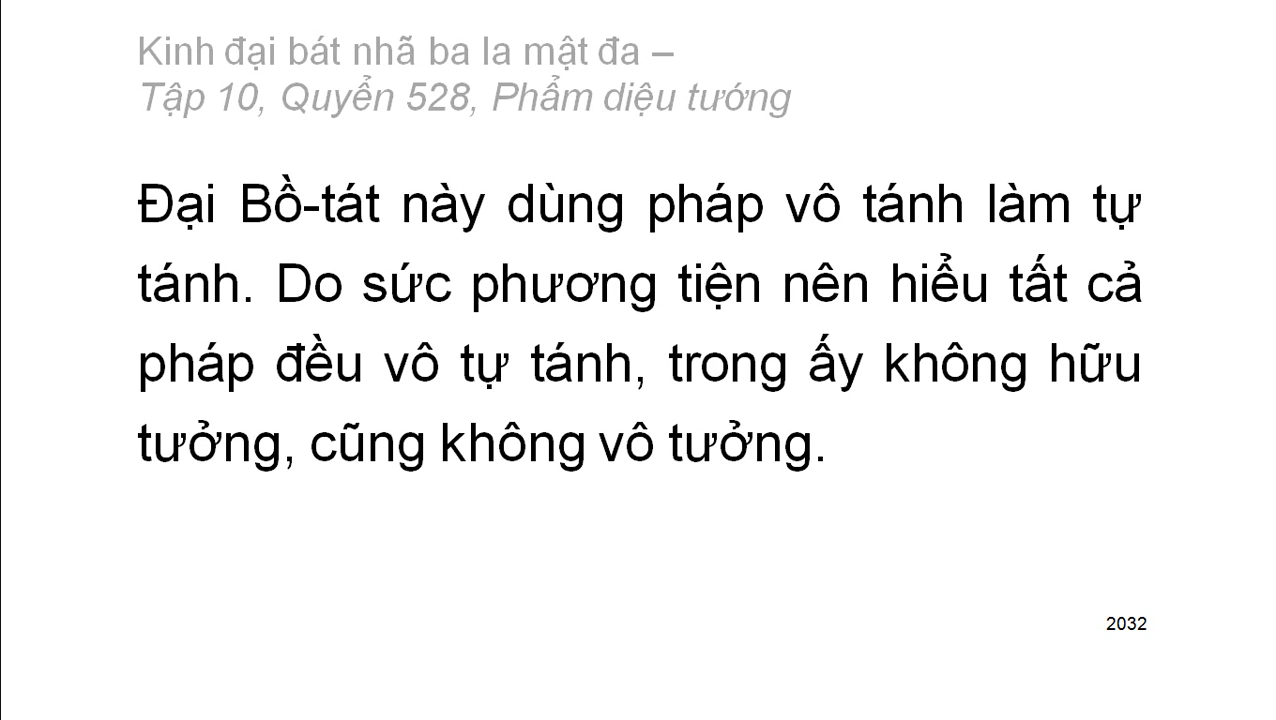 Kinh đại bát nhã ba la mật đa –
Tập 10, Quyển 528, Phẩm diệu tướng
Đại Bồ-tát này dùng pháp vô tánh làm tự
tánh. Do sức phương tiện nên hiểu tất cả
pháp đều vô tự tánh, trong ấy không hữu
tưởng, cũng không vô tưởng.
2032